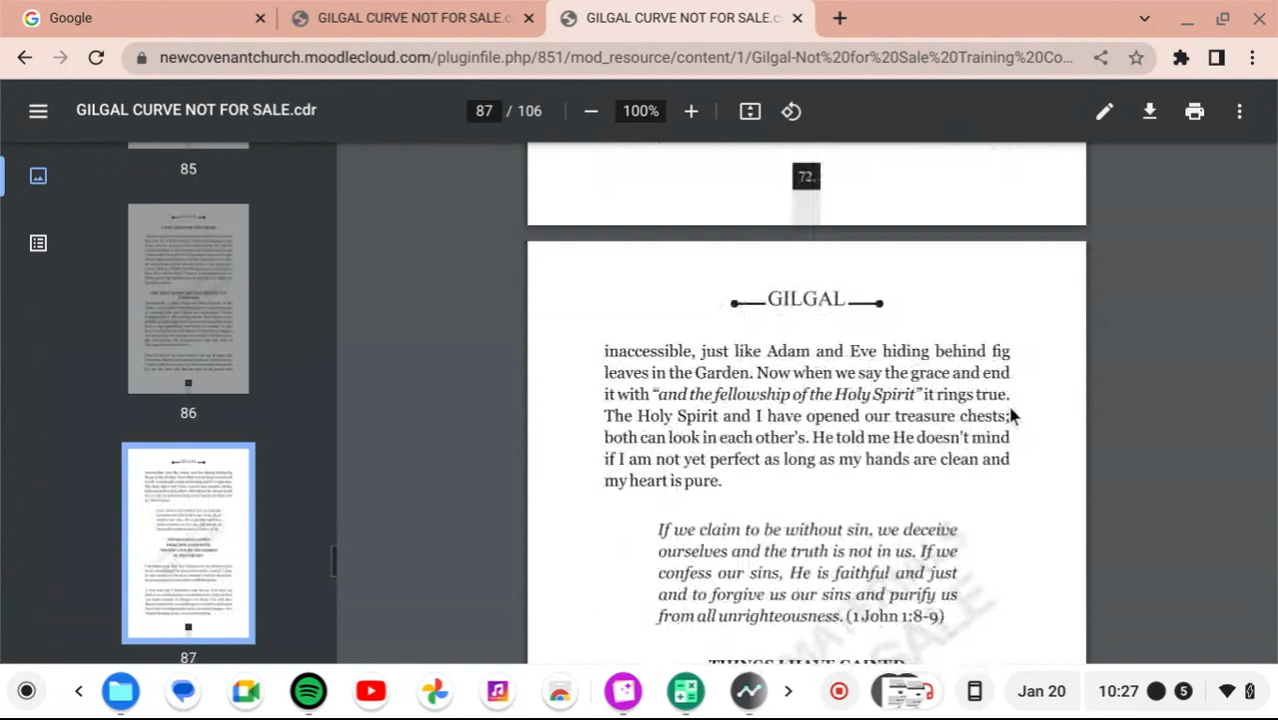 Google
GILGAL CURVE NOT FOR SALE.c
GILGAL CURVE NOT FOR SALE.c
newcovenantchurch.moodlecloud.com/pluginfile.php/851/mod_resource/content/1/Gilgal-Not%20for%20Sale%20Training%20Co...
GILGAL CURVE NOT FOR SALE.cdr
87 / 106
100%
85
86
87
72.
GILGAL
inaccessible, just like Adam and Eve hiding behind fig
leaves in the Garden. Now when we say the grace and end
it with “and the fellowship of the Holy Spirit” it rings true.
The Holy Spirit and I have opened our treasure chests;
both can look in each other's. He told me He doesn't mind
if I am not yet perfect as long as my hands are clean and
my heart is pure.
If we claim to be without sin, we deceive
ourselves and the truth is not in us. If we
confess our sins, He is faithful and just
and to forgive us our sins and purify us
from all unrighteousness. (1 John 1:8-9)
THINGS I HAVE GAINED
SALE
Jan 20
10:27
5